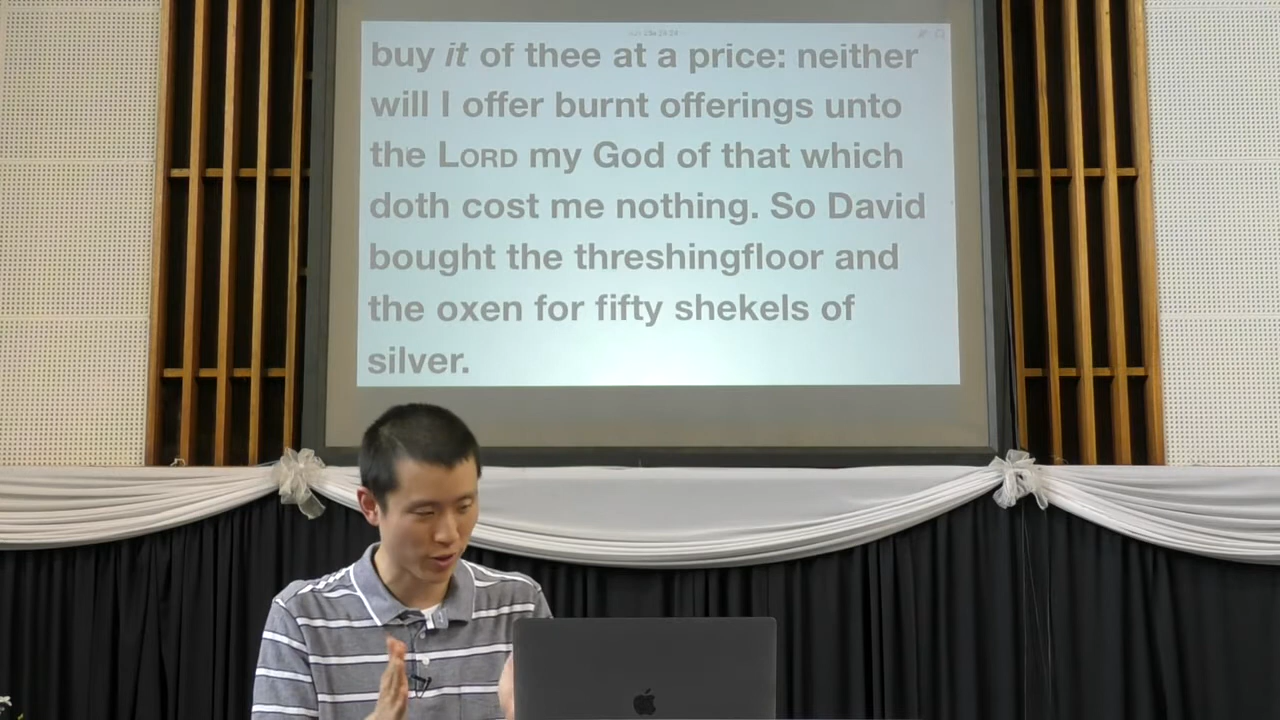 buy it of thee at a price: neither
will I offer burnt offerings unto
the LORD my God of that which
doth cost me nothing. So David
bought the threshingfloor and
the oxen for fifty shekels of
silver.